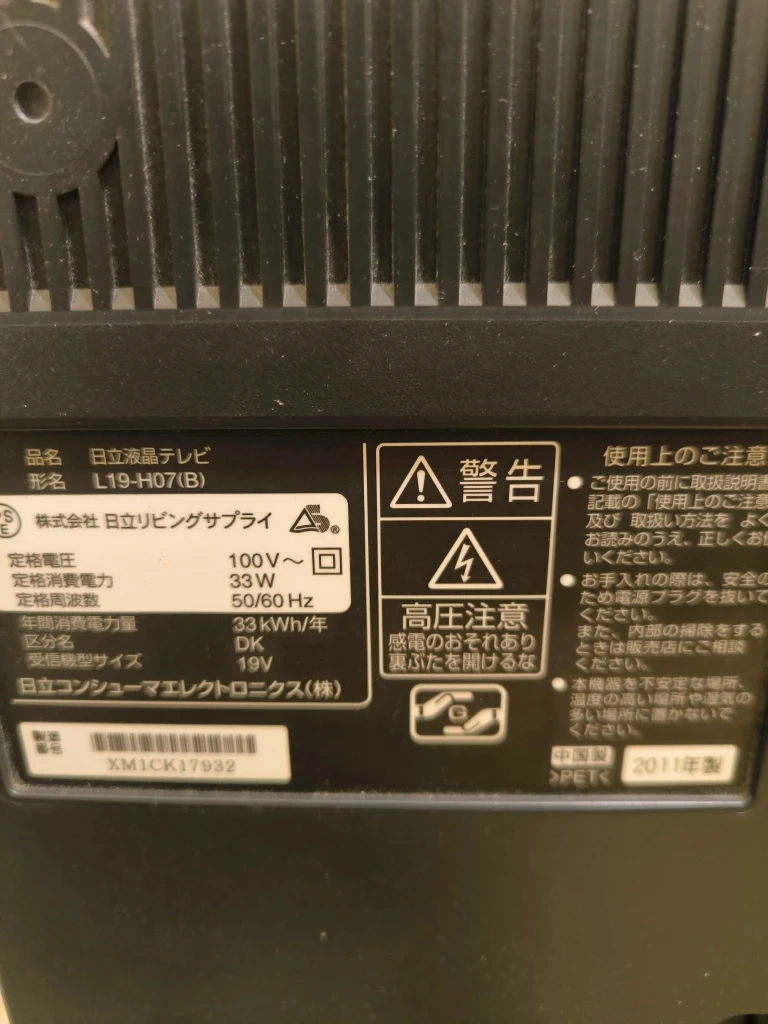 品名 日立液晶テレビ
形名 L19-H07(B)
PS
E
株式会社 日立リビングサプライ
定格電圧 100V～
定格消費電力 33W
定格周波数 50/60Hz
年間消費電力量 33kWh/年
区分名 DK
受信機型サイズ 19V
日立コンシューマエレクトロニクス(株)
製造
番号
XM1CK17932
警告
高圧注意
感電のおそれあり
裏ぶたを開けるな
G
使用上のご注意
ご使用の前に取扱説明書
記載の「使用上のご注意
及び 取扱い方法を よく
お読みのうえ、正しくお使
いください。
お手入れの際は、安全の
ため電源プラグを抜いて
ください。
また、内部の掃除をする
ときは販売店にご相談
ください。
本機器を不安定な場所、
温度の高い場所や湿気の
多い場所に置かないで
ください。
中国製
>PET<
2011年製